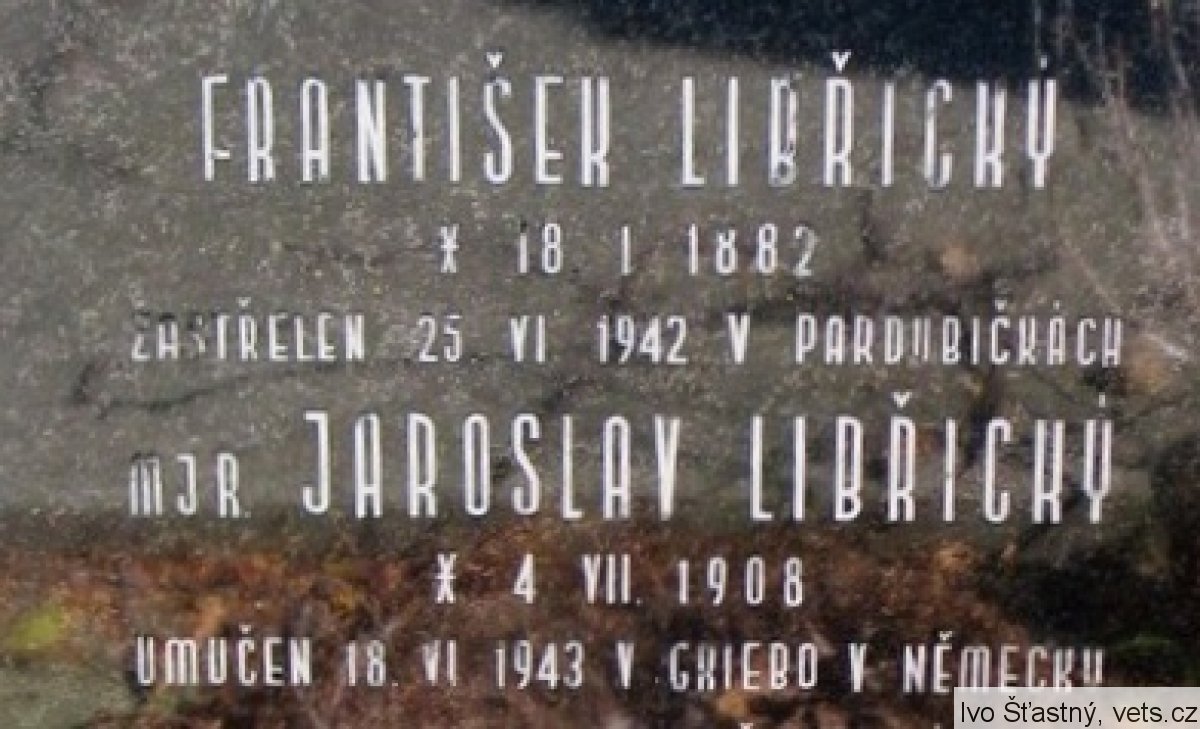 FRANTIŠEK LIBŘICKÝ
* 18 I 1882
ZASTŘELEN 25. VI 1942 V PARDUBIČKÁCH
MJR. JAROSLAV LIBŘICKÝ
* 4 VII. 1908
UMUČEN 18. VI 1943 V GRIEBO V NĚMECKU
Ivo Šťastný, vets.cz